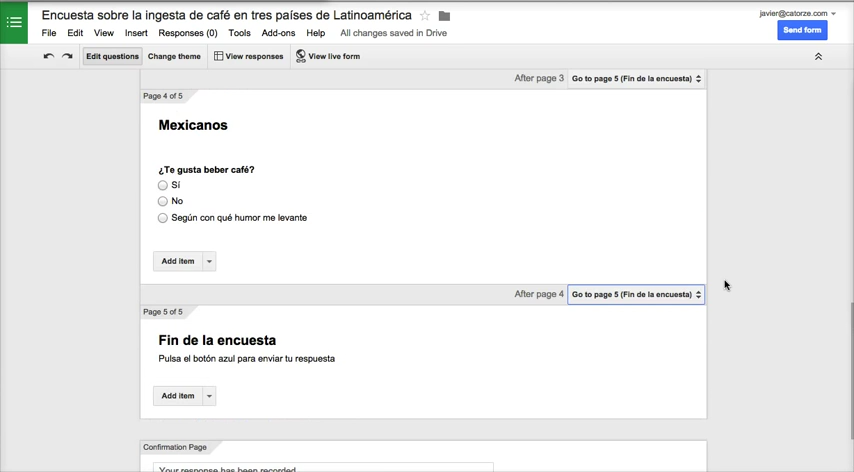 Encuesta sobre la ingesta de café en tres países de Latinoamérica
javier@catorze.com
File Edit View Insert Responses (0) Tools Add-ons Help All changes saved in Drive
Send form
Edit questions Change theme View responses View live form
After page 3 Go to page 5 (Fin de la encuesta)
Page 4 of 5
Mexicanos
¿Te gusta beber café?
Sí
No
Según con qué humor me levante
Add item
After page 4 Go to page 5 (Fin de la encuesta)
Page 5 of 5
Fin de la encuesta
Pulsa el botón azul para enviar tu respuesta
Add item
Confirmation Page
Your response has been recorded